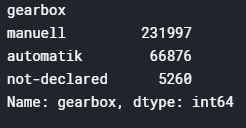 gearbox
manuell        231997
automatik       66876
not-declared     5260
Name: gearbox, dtype: int64